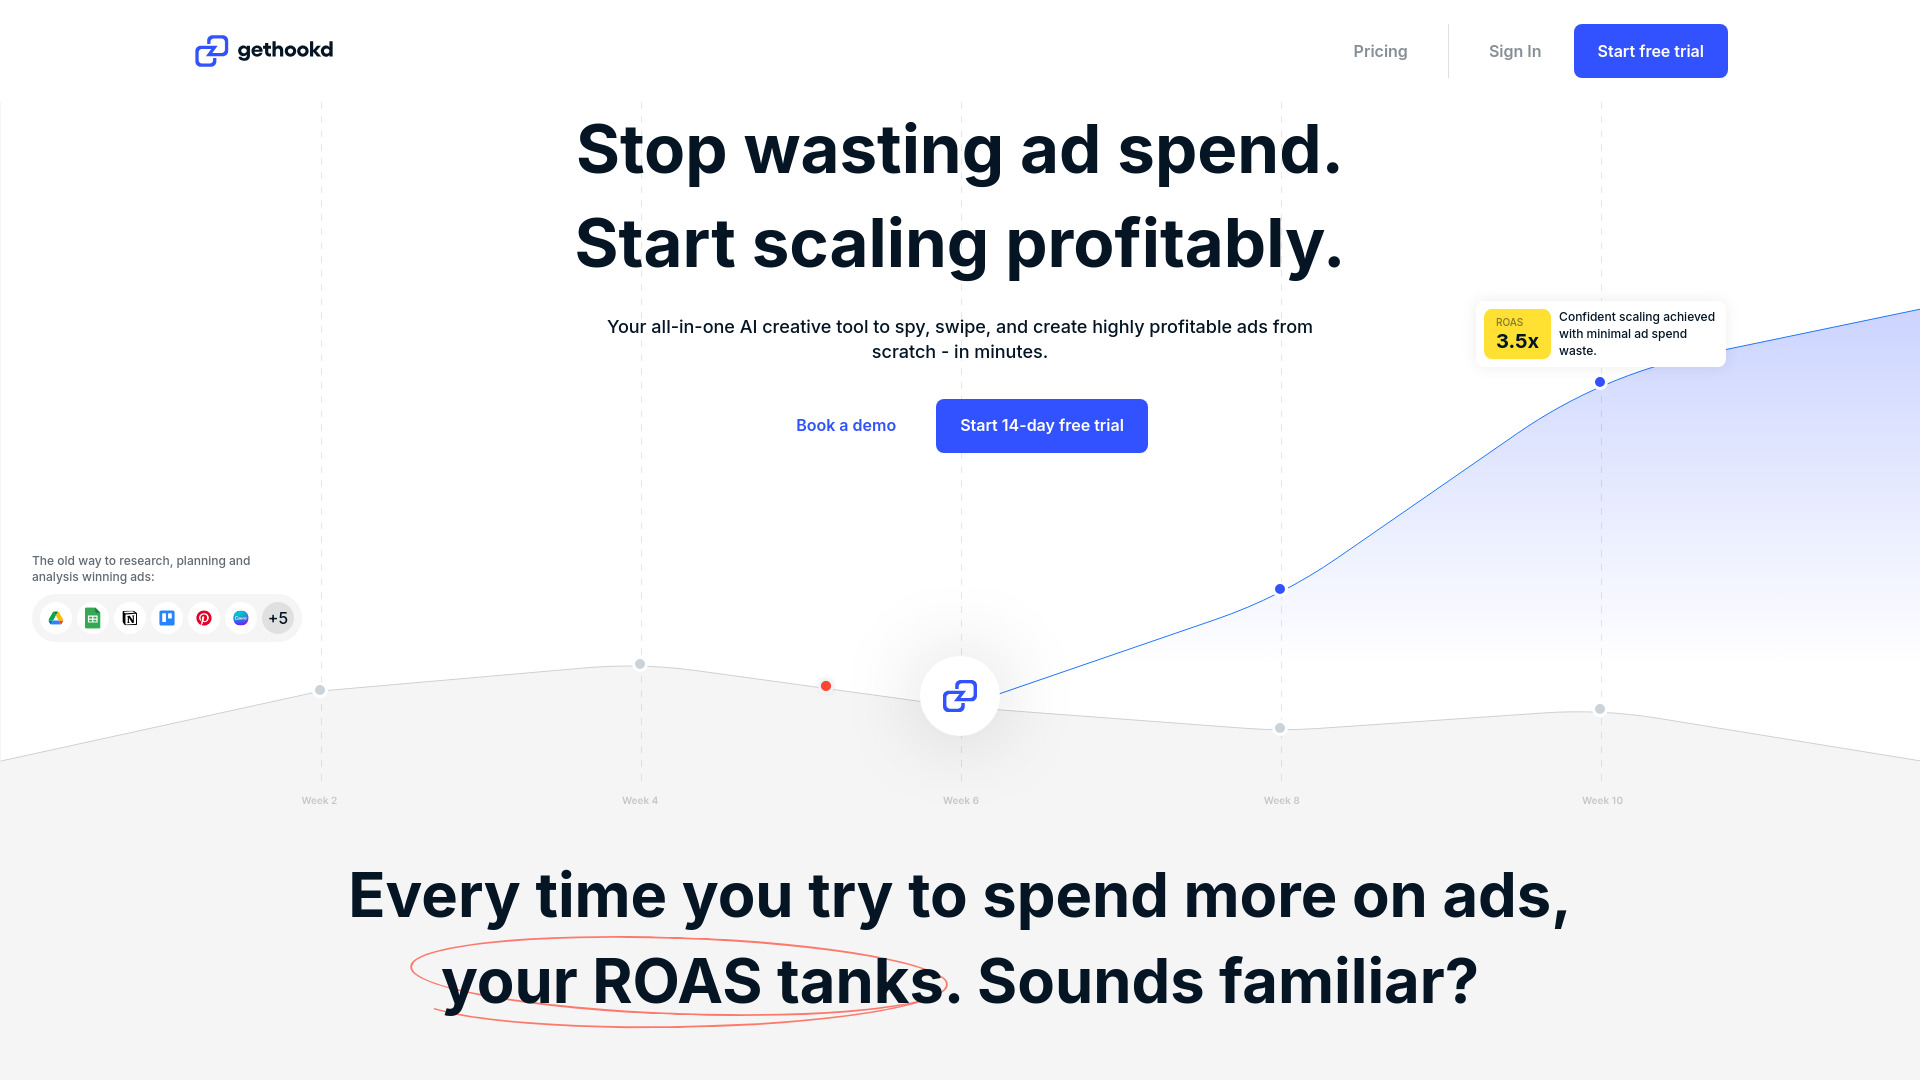 gethookd
Pricing
Sign In
Start free trial
Stop wasting ad spend.
Start scaling profitably.
Your all-in-one AI creative tool to spy, swipe, and create highly profitable ads from
scratch - in minutes.
Book a demo
Start 14-day free trial
ROAS
3.5x
Confident scaling achieved
with minimal ad spend
waste.
The old way to research, planning and
analysis winning ads:
+5
Week 2
Week 4
Week 6
Week 8
Week 10
Every time you try to spend more on ads,
your ROAS tanks. Sounds familiar?